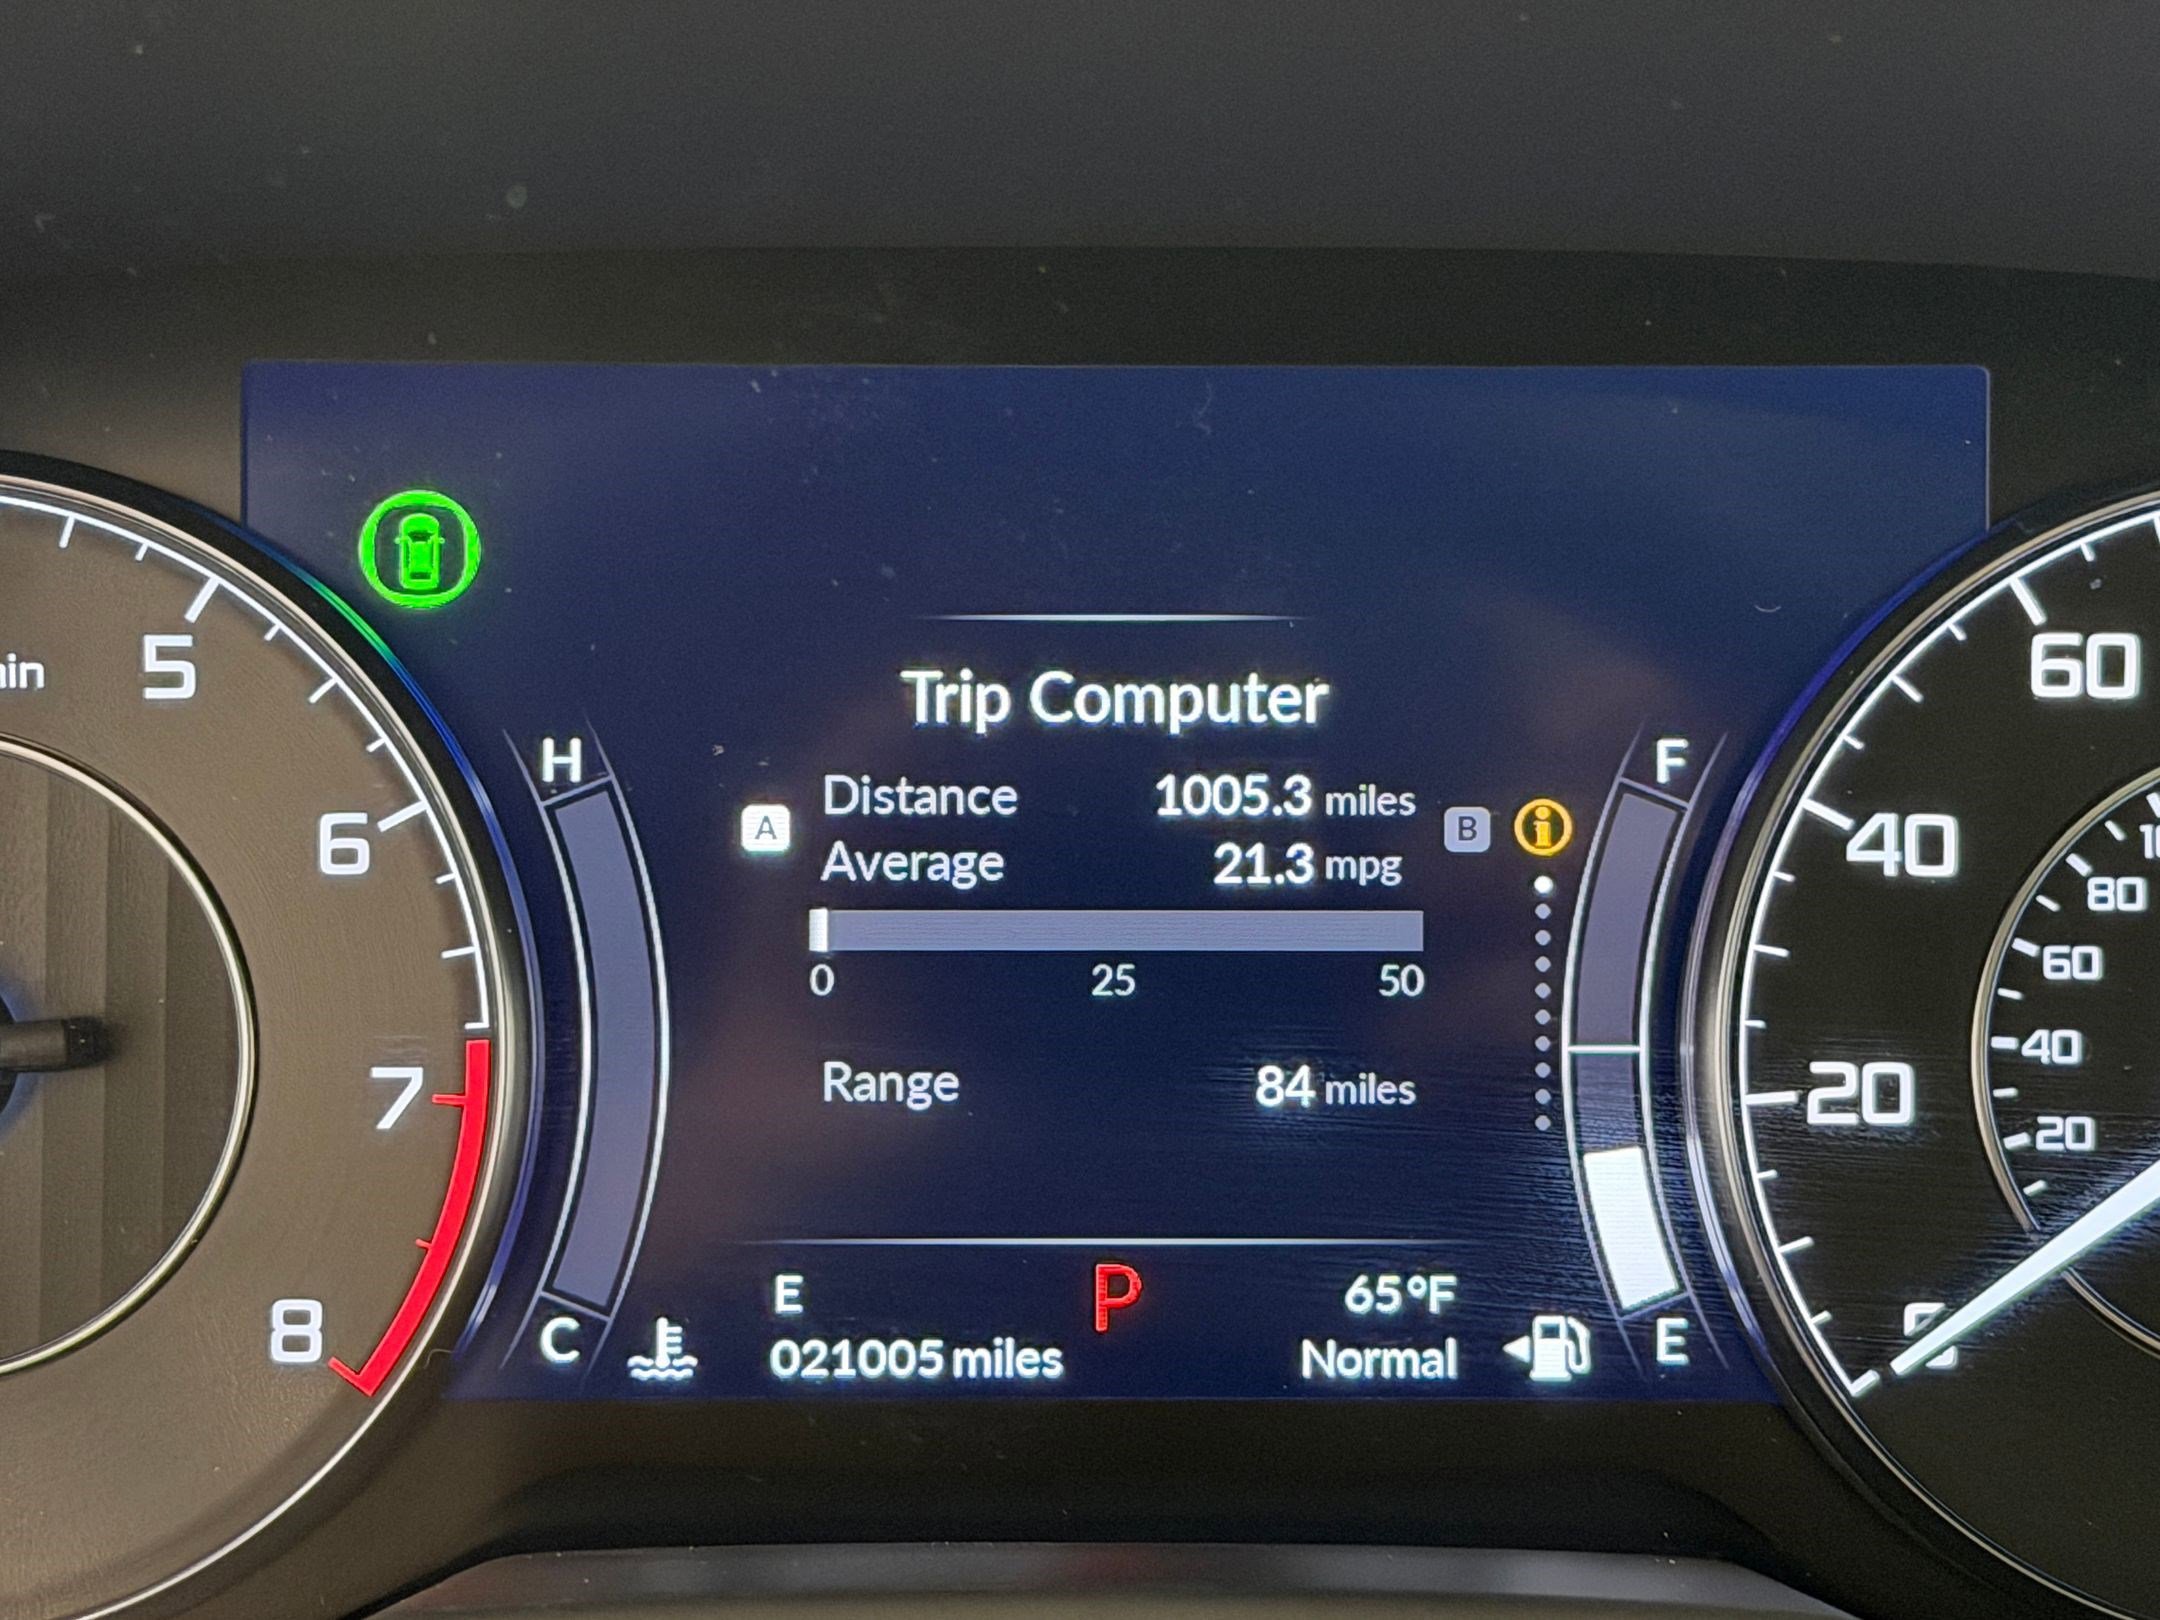 Trip Computer
A
Distance 1005.3 miles
B
Average 21.3 mpg
0 25 50
Range 84 miles
E P 65°F
021005 miles Normal
H
C
F
E
5
6
7
8
60
40
20
80
60
40
20